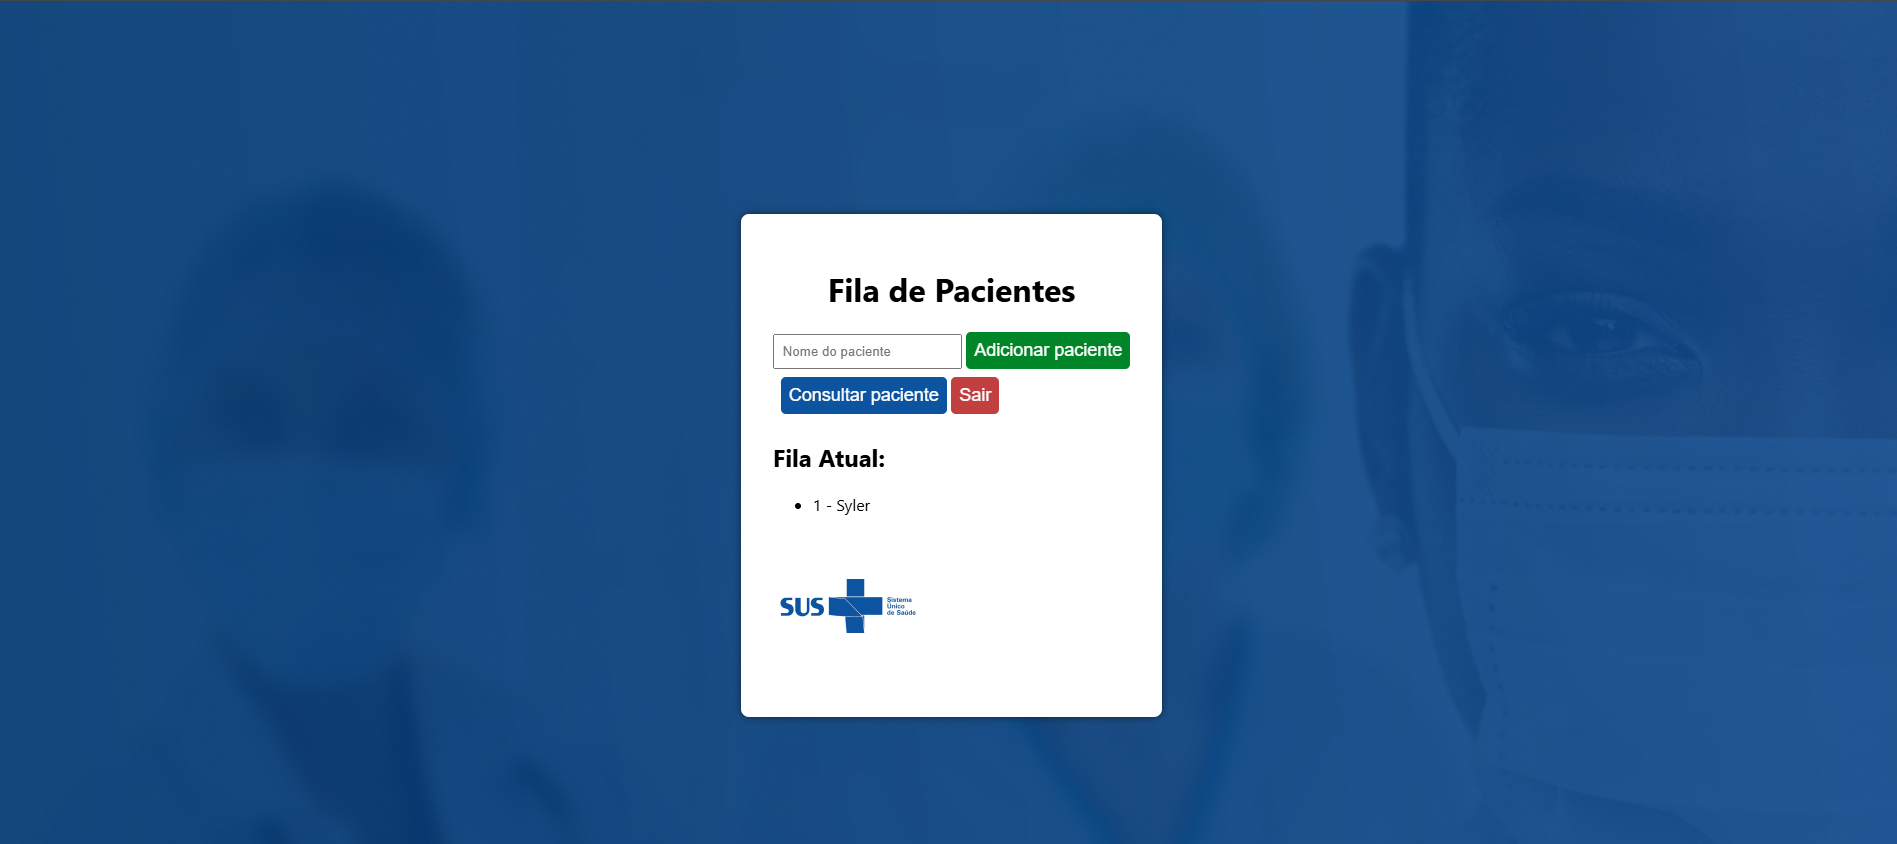 Fila de Pacientes
Nome do paciente
Adicionar paciente
Consultar paciente
Sair
Fila Atual:
1 - Syler
SUS
Sistema
Único
de Saúde